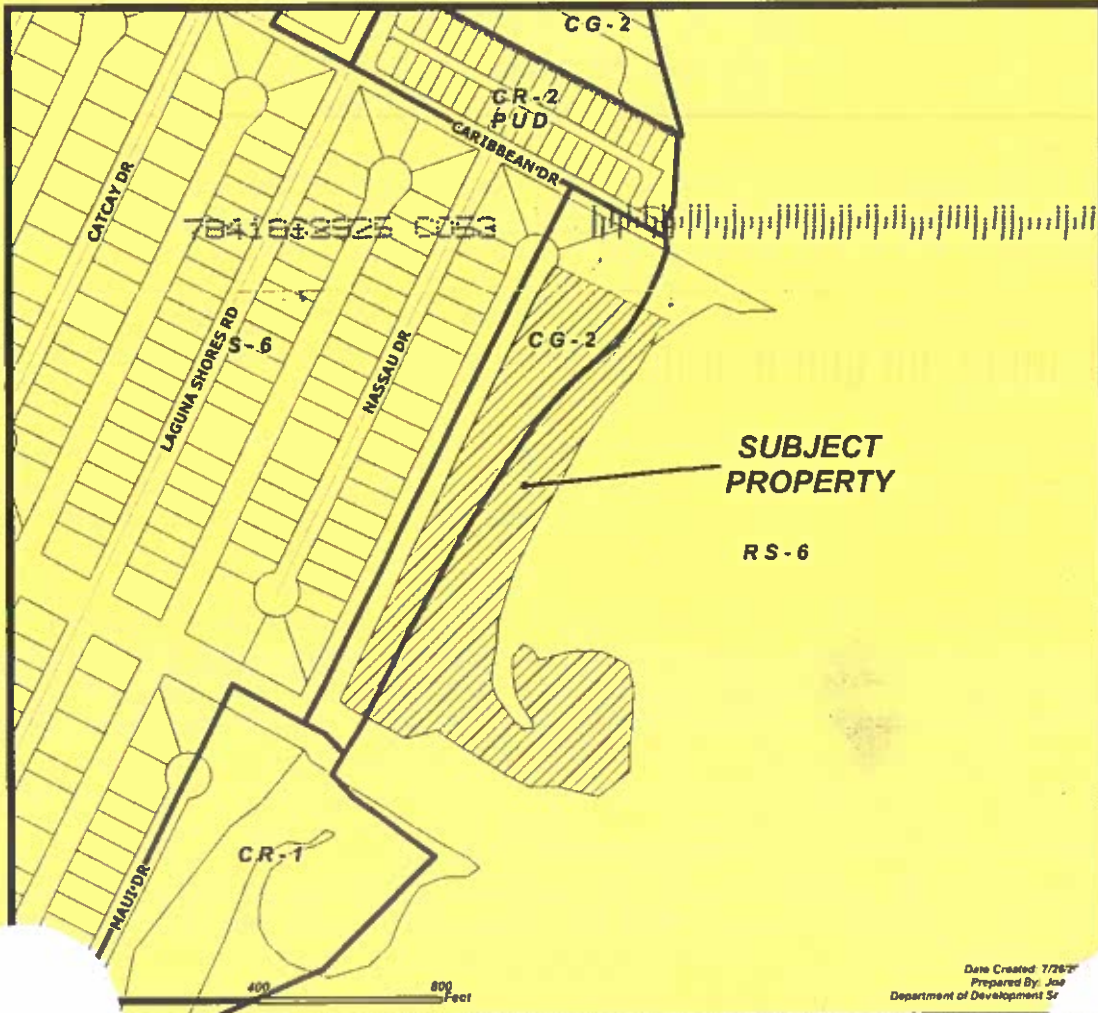 CG-2
CR-2
PUD
CARIBBEAN DR
CATCAY DR
LAGUNA SHORES RD
S-6
NASSAU DR
CG-2
SUBJECT
PROPERTY
RS-6
CR-1
MAUI DR
400
800
Feet
Date Created:
Prepared By:
Department of Development